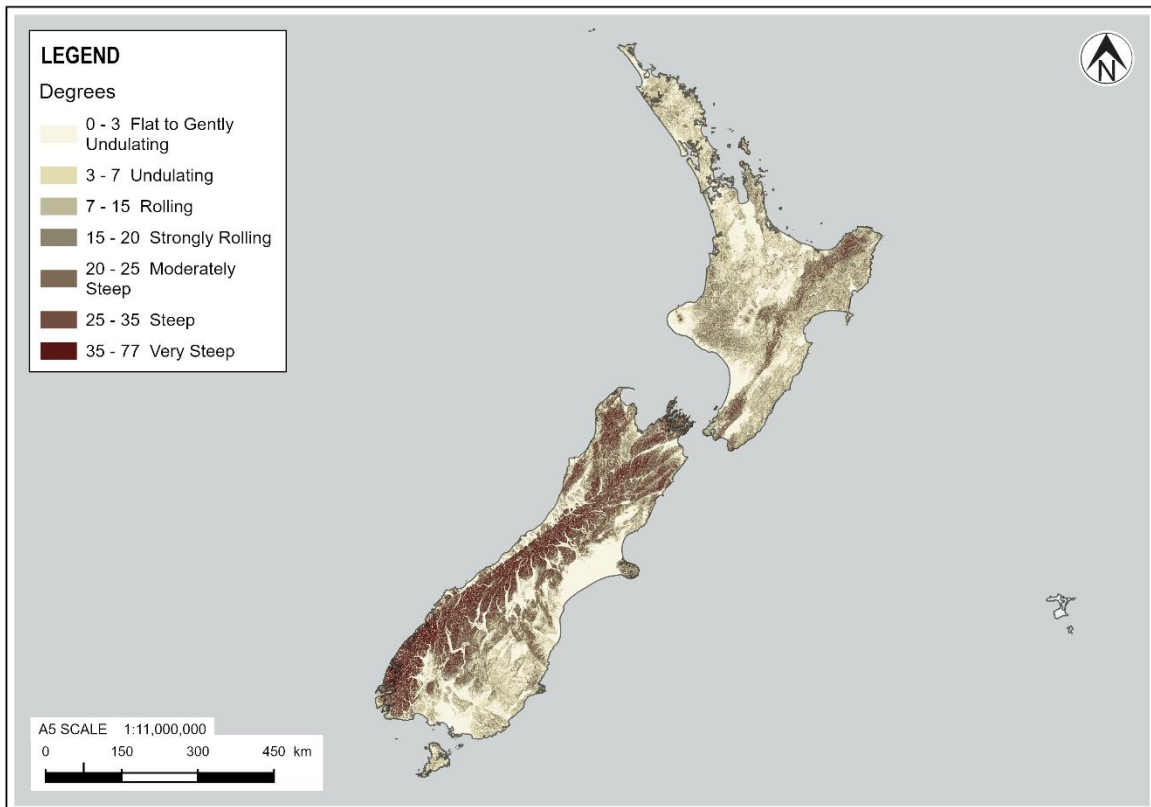 LEGEND
Degrees
0 - 3 Flat to Gently
Undulating
3 - 7 Undulating
7 - 15 Rolling
15 - 20 Strongly Rolling
20 - 25 Moderately
Steep
25 - 35 Steep
35 - 77 Very Steep
N
A5 SCALE 1:11,000,000
0 150 300 450 km